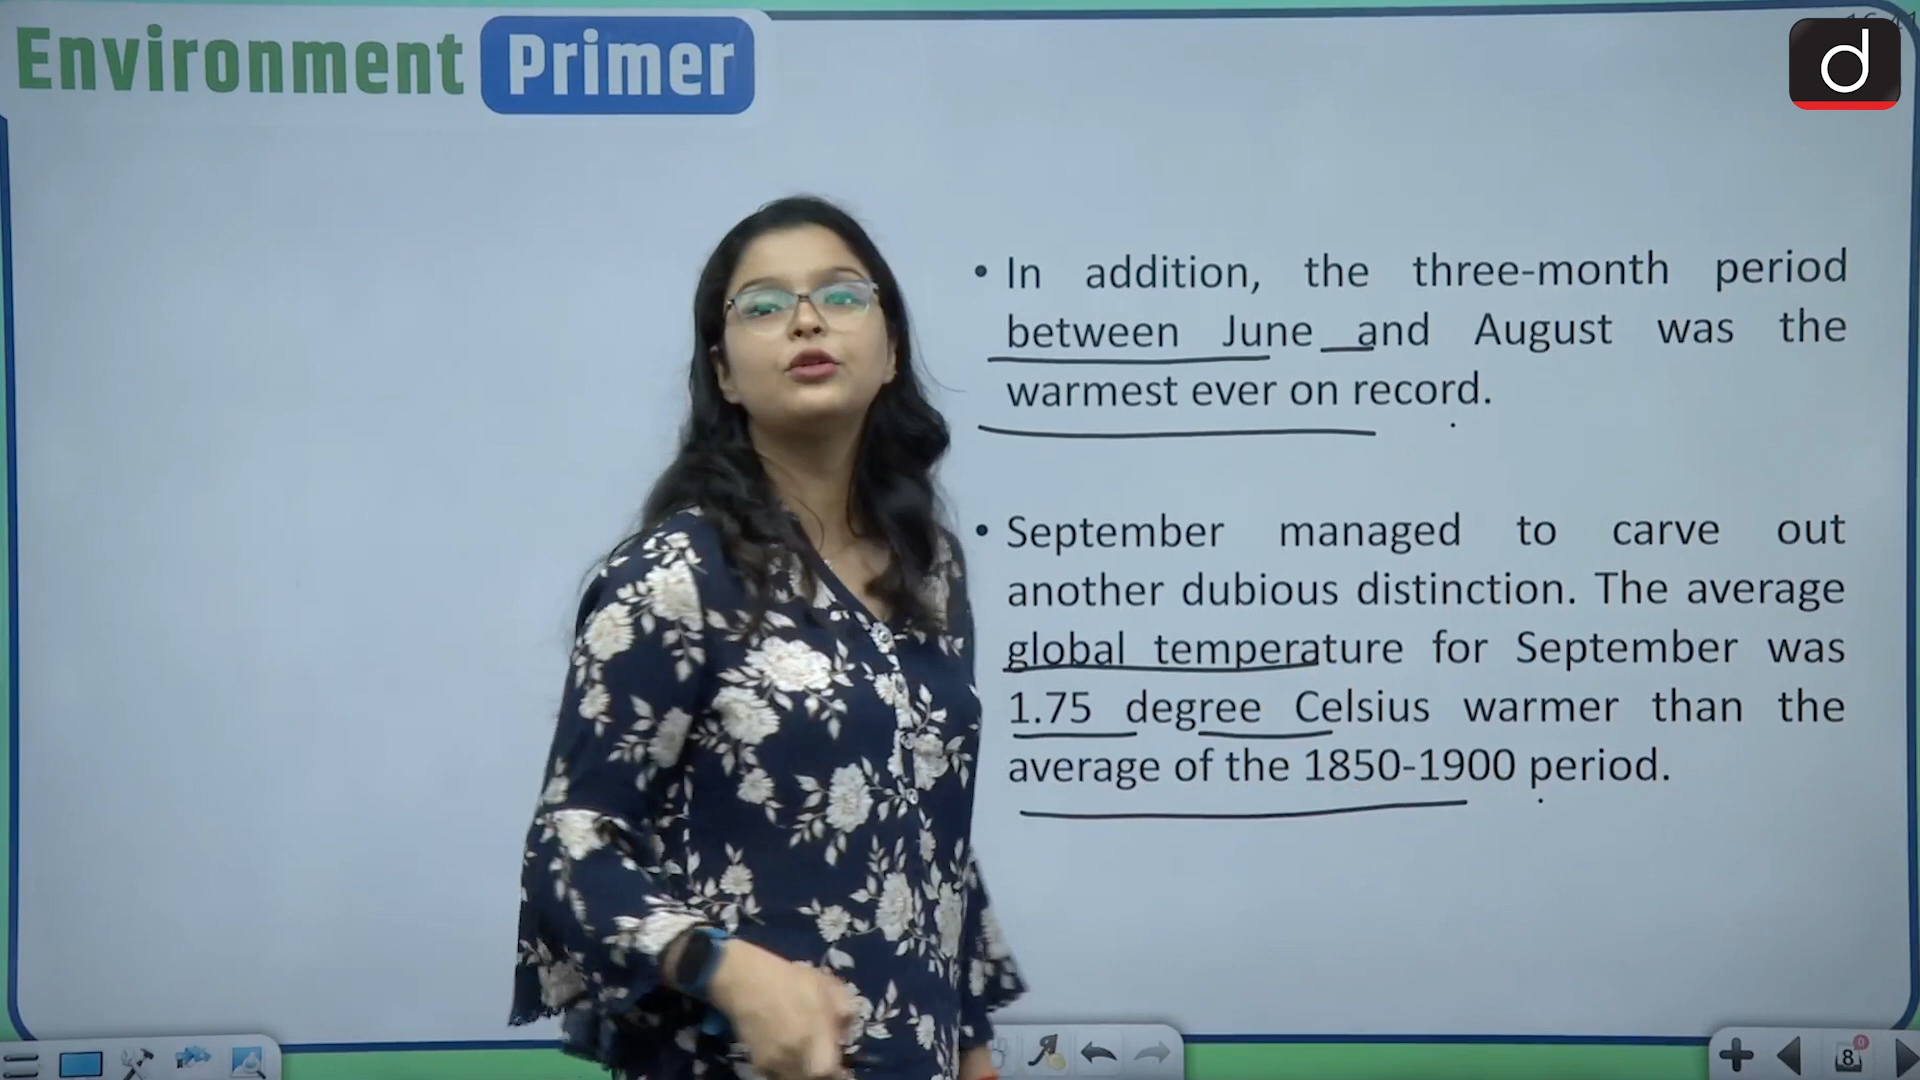 Environment Primer
d
• In addition, the three-month period
between June and August was the
warmest ever on record.
• September managed to carve out
another dubious distinction. The average
global temperature for September was
1.75 degree Celsius warmer than the
average of the 1850-1900 period.
8
0